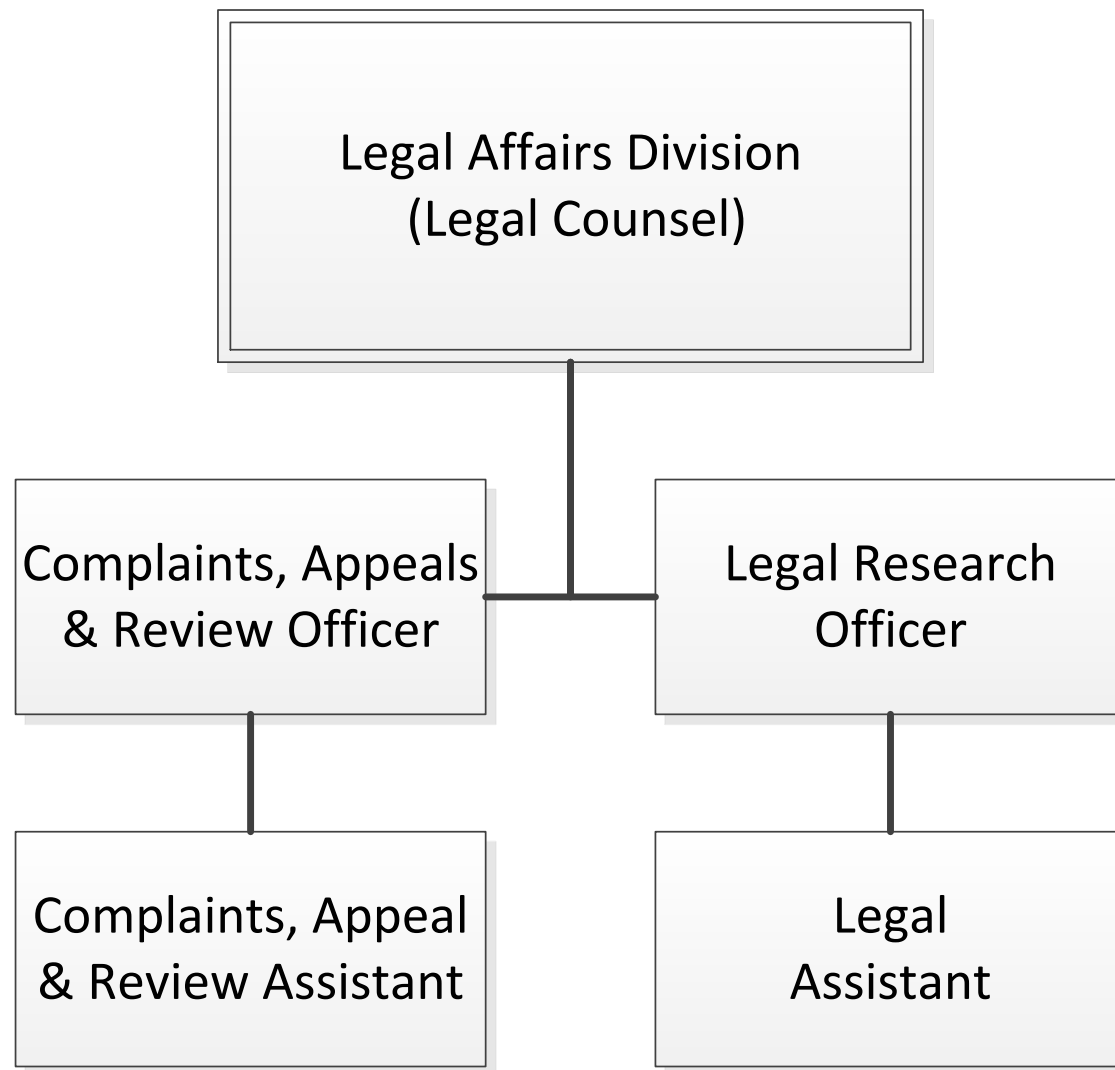 Legal Affairs Division
(Legal Counsel)
Complaints, Appeals
& Review Officer
Legal Research
Officer
Complaints, Appeal
& Review Assistant
Legal
Assistant